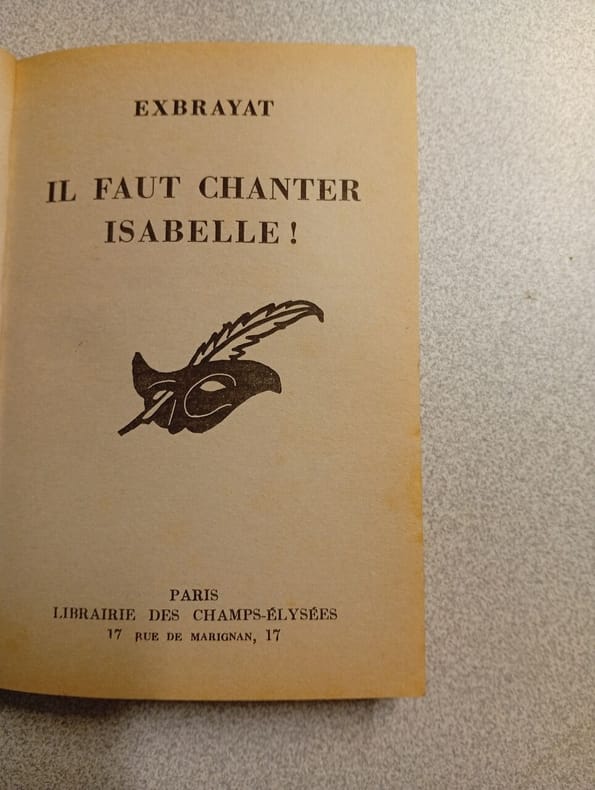 EXBRAYAT
IL FAUT CHANTER
ISABELLE !
PARIS
LIBRAIRIE DES CHAMPS-ÉLYSÉES
17 RUE DE MARIGNAN, 17